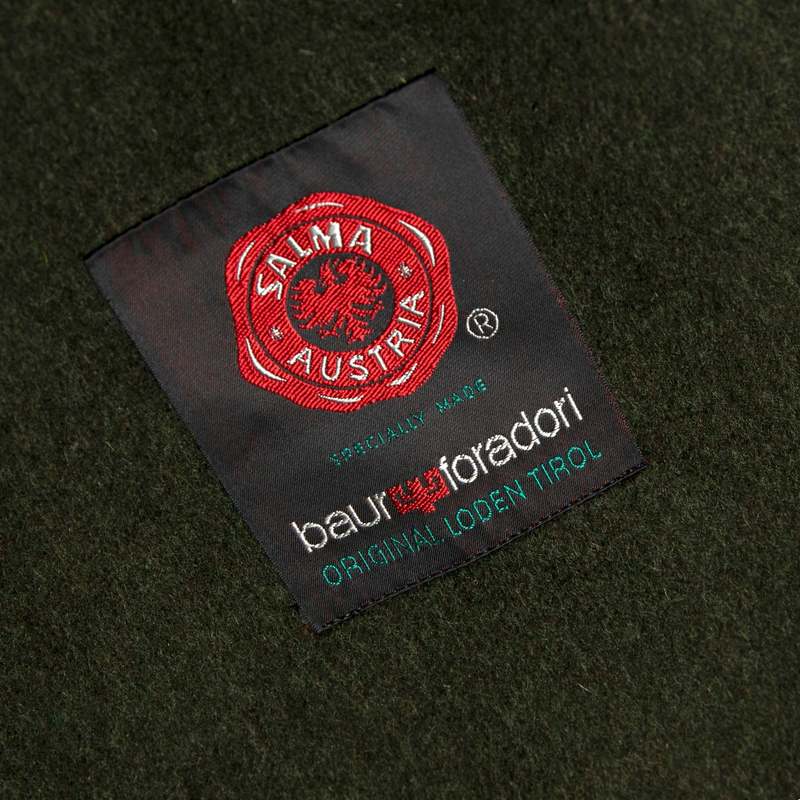 SALMA
AUSTRIA
®
SPECIALLY MADE
baur foradori
ORIGINAL LODEN TIROL